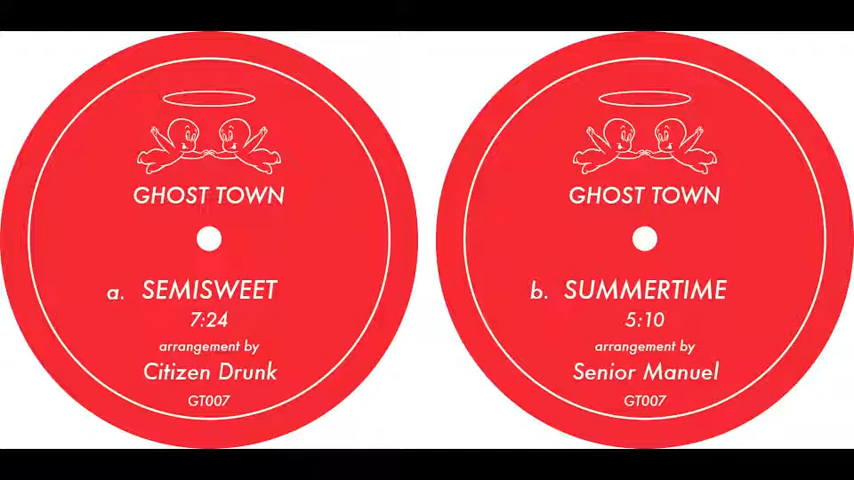 GHOST TOWN
a. SEMISWEET
7:24
arrangement by
Citizen Drunk
GT007
GHOST TOWN
b. SUMMERTIME
5:10
arrangement by
Senior Manuel
GT007